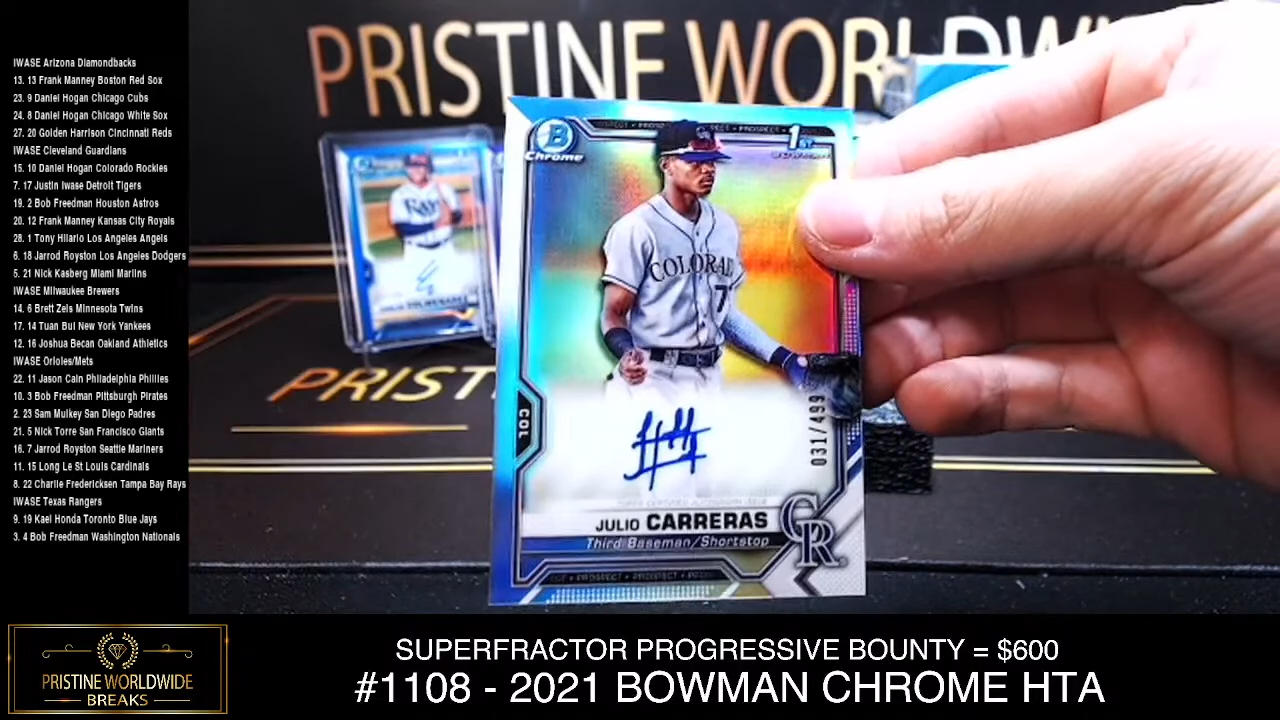 IWASE Arizona Diamondbacks
13. 13 Frank Manney Boston Red Sox
23. 9 Daniel Hogan Chicago Cubs
24. 8 Daniel Hogan Chicago White Sox
27. 20 Golden Harrison Cincinnati Reds
IWASE Cleveland Guardians
15. 10 Daniel Hogan Colorado Rockies
7. 17 Justin Iwase Detroit Tigers
19. 2 Bob Freedman Houston Astros
20. 12 Frank Manney Kansas City Royals
28. 1 Tony Hilario Los Angeles Angels
6. 18 Jarrod Royston Los Angeles Dodgers
5. 21 Nick Kasberg Miami Marlins
IWASE Milwaukee Brewers
14. 6 Brett Zeis Minnesota Twins
17. 14 Tuan Bui New York Yankees
12. 16 Joshua Becan Oakland Athletics
IWASE Orioles/Mets
22. 11 Jason Cain Philadelphia Phillies
10. 3 Bob Freedman Pittsburgh Pirates
2. 23 Sam Mulkey San Diego Padres
21. 5 Nick Torre San Francisco Giants
16. 7 Jarrod Royston Seattle Mariners
11. 15 Long Le St Louis Cardinals
8. 22 Charlie Fredericksen Tampa Bay Rays
IWASE Texas Rangers
9. 19 Kael Honda Toronto Blue Jays
3. 4 Bob Freedman Washington Nationals
PRISTINE WORLDWI
B
Chrome
1ST
BOWMAN
COLORAD
7
COL
031/499
JULIO CARRERAS
Third Baseman/Shortstop
CR
PROSPECT • PROSPECT
Rays
PRIST
PRISTINE WORLDWIDE
BREAKS
SUPERFRACTOR PROGRESSIVE BOUNTY = $600
#1108 - 2021 BOWMAN CHROME HTA